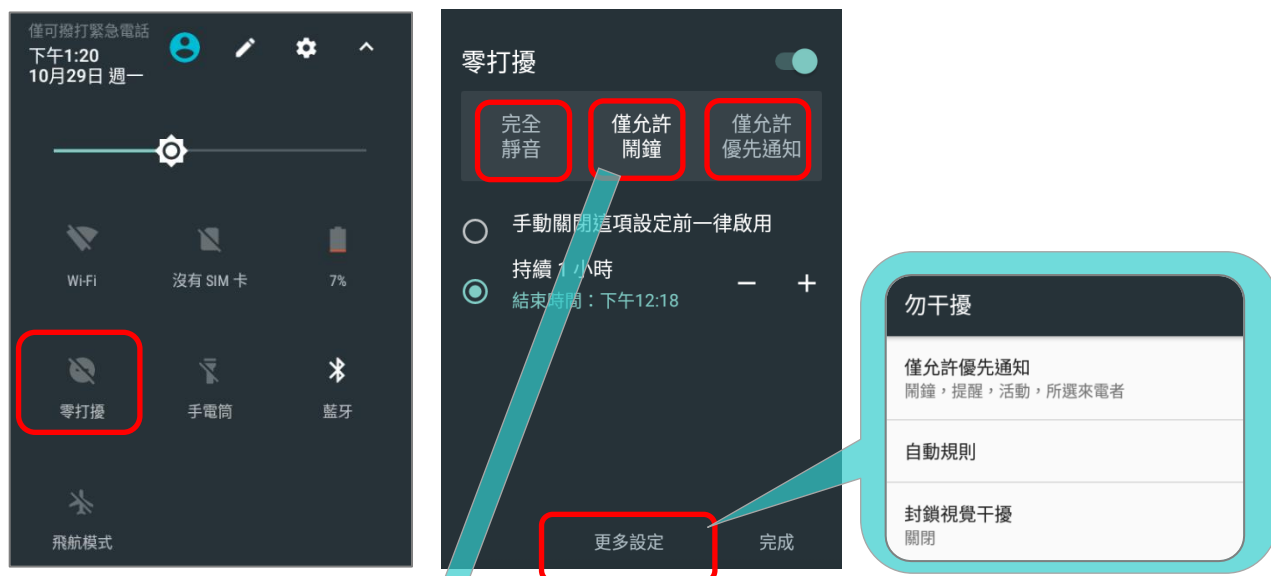 僅可撥打緊急電話
下午1:20
10月29日 週一
Wi-Fi
沒有 SIM 卡
7%
零打擾
手電筒
藍牙
飛航模式
零打擾
完全
靜音
僅允許
鬧鐘
僅允許
優先通知
手動關閉這項設定前一律啟用
持續 1 小時
結束時間：下午12:18
更多設定
完成
勿干擾
僅允許優先通知
鬧鐘，提醒，活動，所選來電者
自動規則
封鎖視覺干擾
關閉